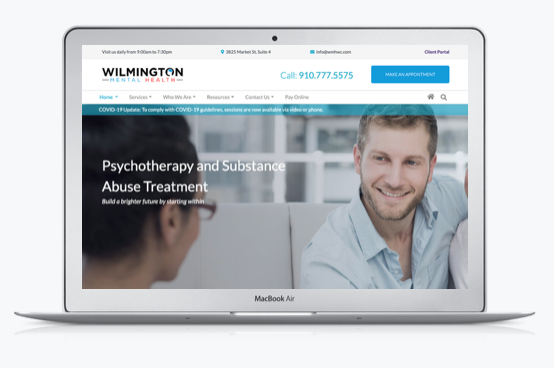 Visit us daily from 9:00am to 7:30pm
3825 Market St, Suite 4
info@wmhwc.com
Client Portal
WILMINGTON
MENTAL HEALTH
Call: 910.777.5575
MAKE AN APPOINTMENT
Home
Services
Who We Are
Resources
Contact Us
Pay Online
COVID-19 Update: To comply with COVID-19 guidelines, sessions are now available via video or phone.
Psychotherapy and Substance
Abuse Treatment
Build a brighter future by starting within
MacBook Air